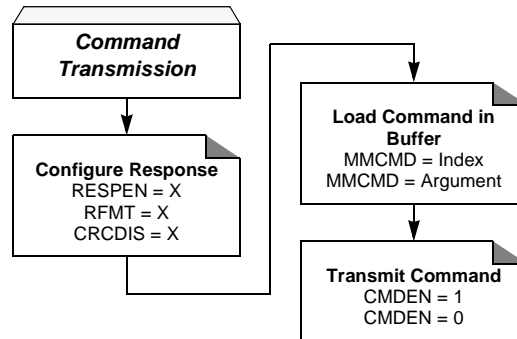 Command
Transmission
Configure Response
RESPEN = X
RFMT = X
CRCDIS = X
Load Command in
Buffer
MMCMD = Index
MMCMD = Argument
Transmit Command
CMDEN = 1
CMDEN = 0